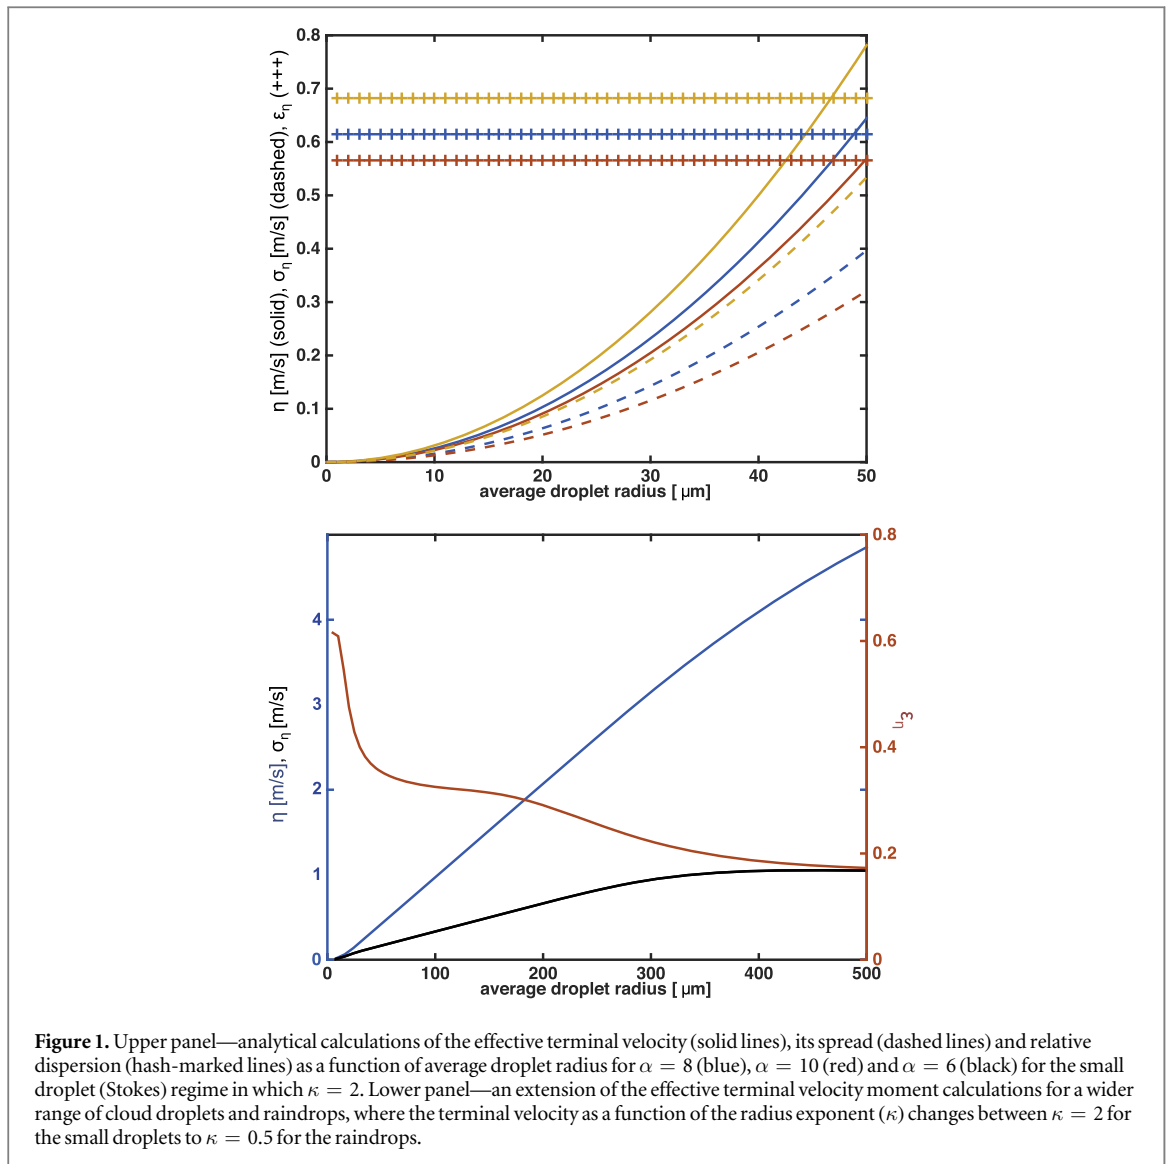 η [m/s] (solid), ση [m/s] (dashed), εη (+++)
0.8
0.7
0.6
0.5
0.4
0.3
0.2
0.1
0
0 10 20 30 40 50
average droplet radius [ μm]
η [m/s], ση [m/s]
4
3
2
1
0
0.8
0.6
0.4
0.2
0
εη
0 100 200 300 400 500
average droplet radius [ μm]
Figure 1. Upper panel—analytical calculations of the effective terminal velocity (solid lines), its spread (dashed lines) and relative
dispersion (hash-marked lines) as a function of average droplet radius for α = 8 (blue), α = 10 (red) and α = 6 (black) for the small
droplet (Stokes) regime in which κ = 2. Lower panel—an extension of the effective terminal velocity moment calculations for a wider
range of cloud droplets and raindrops, where the terminal velocity as a function of the radius exponent (κ) changes between κ = 2 for
the small droplets to κ = 0.5 for the raindrops.